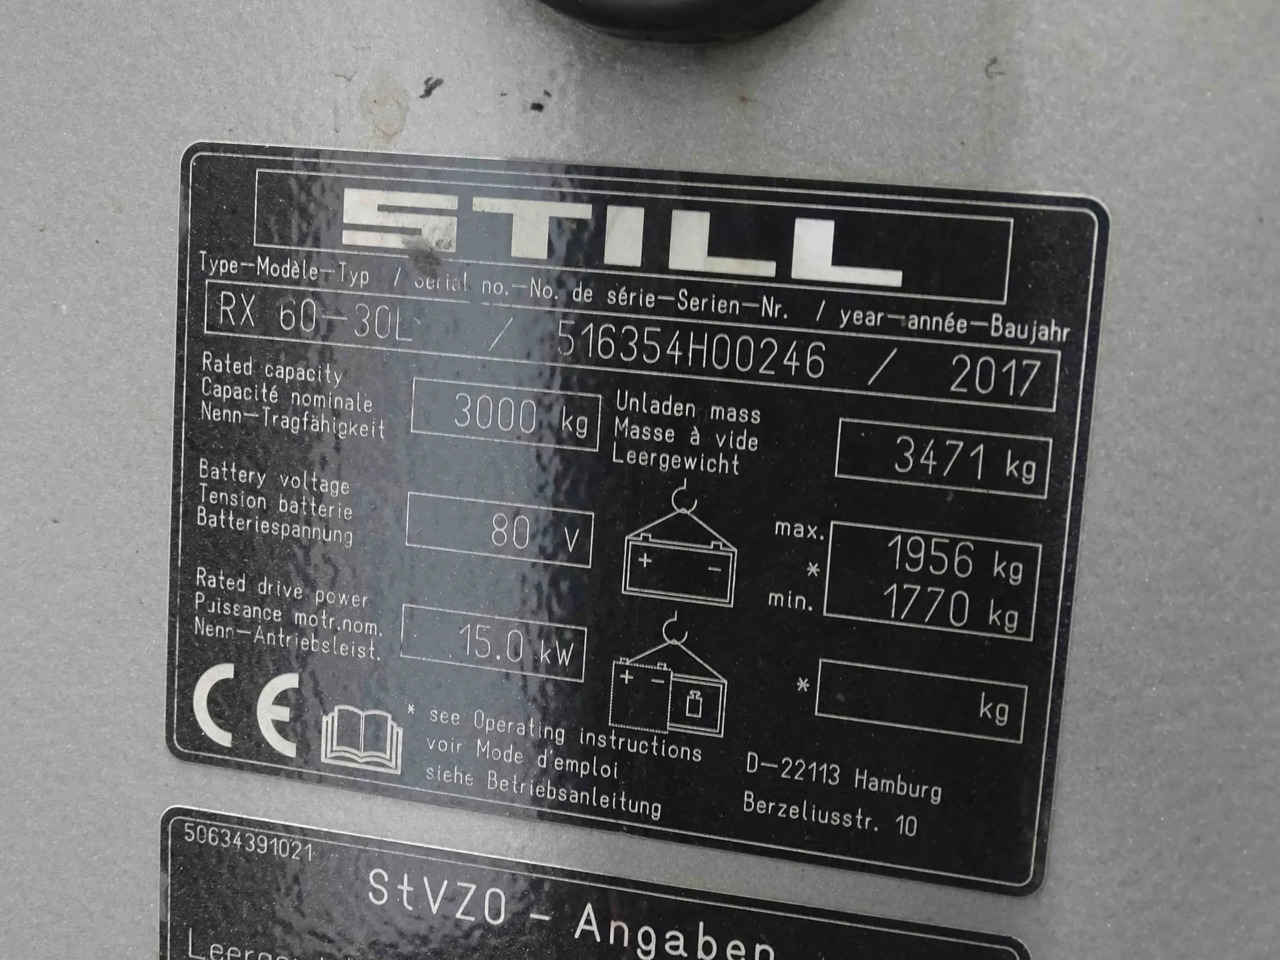 STILL
Type-Modèle-Typ / Serial no.-No. de série-Serien-Nr. / year-année-Baujahr
RX 60-30L / 516354H00246 / 2017
Rated capacity
Capacité nominale
Nenn-Tragfähigkeit
3000 kg
Unladen mass
Masse à vide
Leergewicht
3471 kg
Battery voltage
Tension batterie
Batteriespannung
80 V
+ -
max. 1956 kg
*
min. 1770 kg
Rated drive power
Puissance motr.nom.
Nenn-Antriebsleist.
15.0 kW
+ -
* kg
CE
* see Operating instructions
voir Mode d'emploi
siehe Betriebsanleitung
D-22113 Hamburg
Berzeliusstr. 10
50634391021
StVZO - Angaben